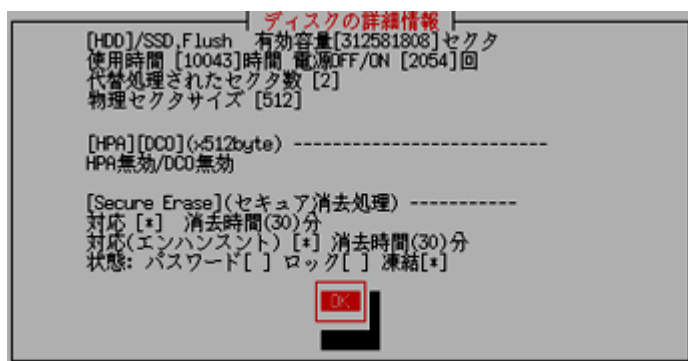 ディスクの詳細情報
[HDD]/SSD,Flush 有効容量[312581808]セクタ
使用時間 [10043]時間 電源OFF/ON [2054]回
代替処理されたセクタ数 [2]
物理セクタサイズ [512]
[HPA][DCO](x512byte) --------------------------
HPA無効/DCO無効
[Secure Erase](セキュア消去処理) -----------
対応 [*] 消去時間(30)分
対応(エンハンスント) [*] 消去時間(30)分
状態: パスワード[ ] ロック[ ] 凍結[*]
OK